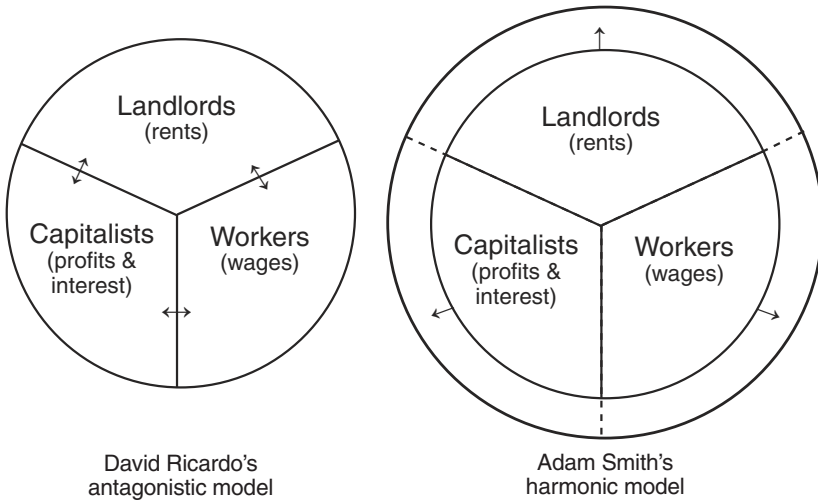 Landlords
(rents)
Capitalists
(profits &
interest)
Workers
(wages)
David Ricardo's
antagonistic model
Landlords
(rents)
Capitalists
(profits &
interest)
Workers
(wages)
Adam Smith's
harmonic model